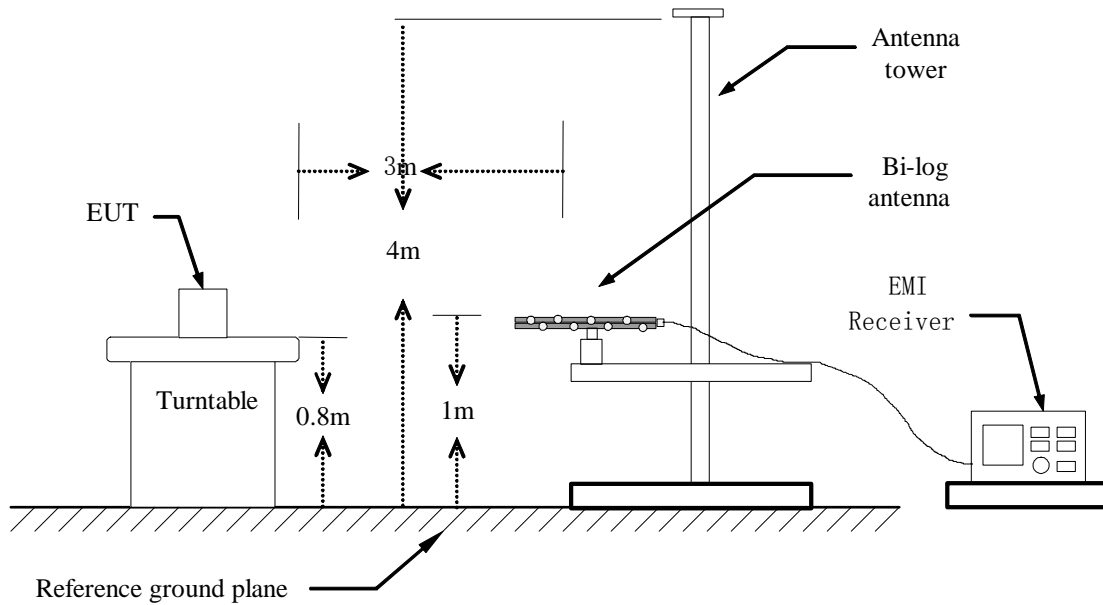 Antenna
tower
3m
Bi-log
antenna
EUT
4m
EMI
Receiver
Turntable
0.8m
1m
Reference ground plane